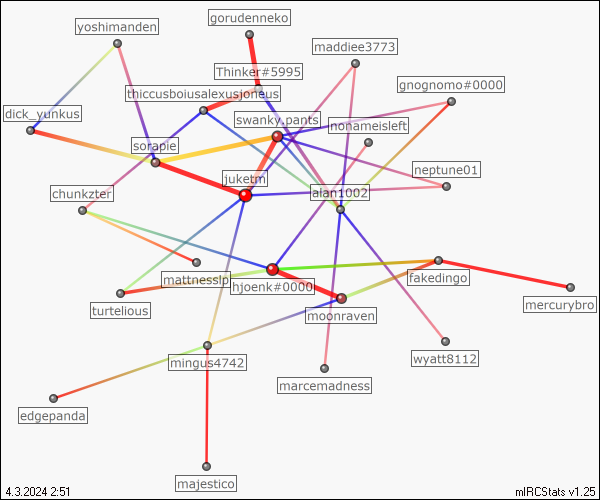 gorudenneko
yoshimanden
maddiee3773
Thinker#5995
gnognomo#0000
thiccusboiusalexusjoneus
dick_yunkus
swanky.pants
nonameisleft
sorapie
neptune01
juketm
alan1002
chunkzter
mattnesslp
fakedingo
hjoenk#0000
mercurybro
turtelious
moonraven
mingus4742
wyatt8112
marcemadness
edgepanda
majestico
4.3.2024 2:51
mIRCStats v1.25